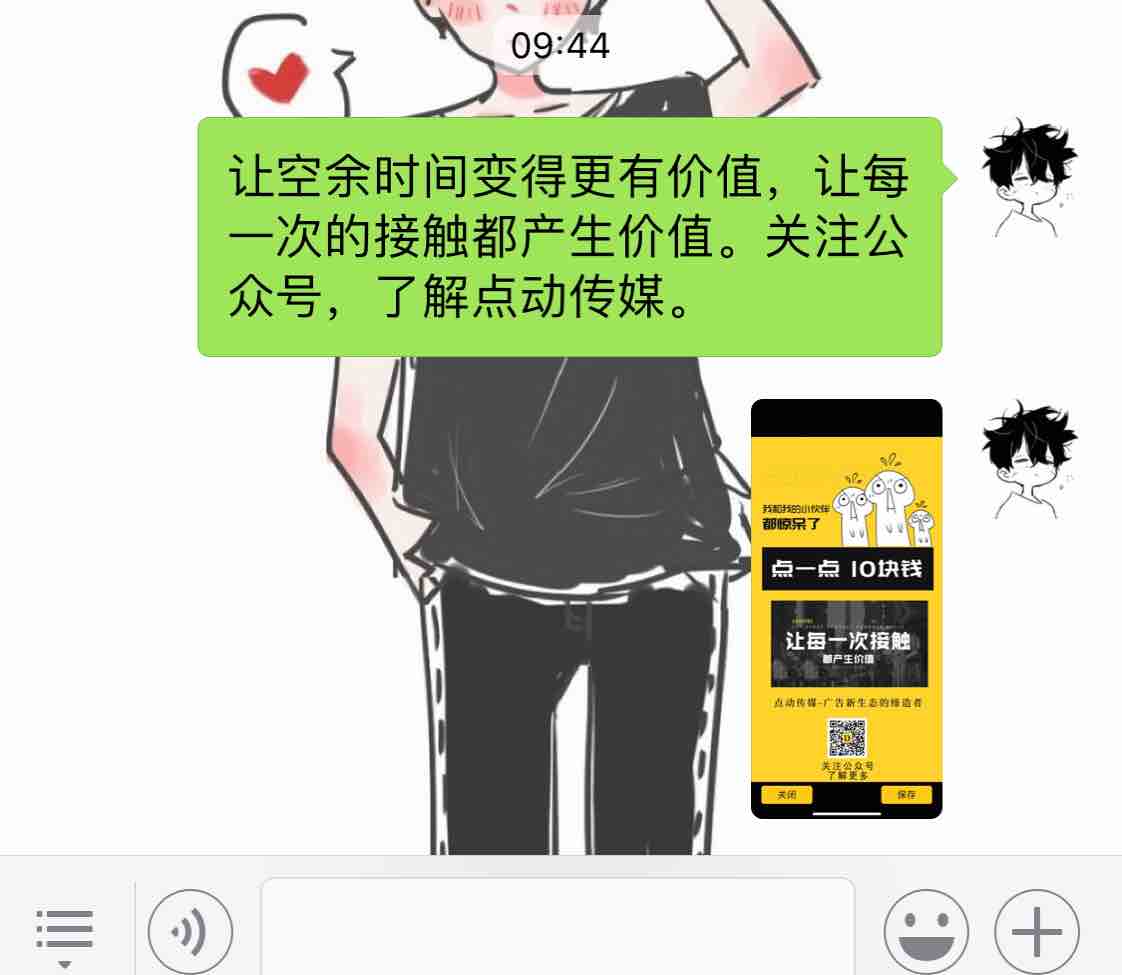 09:44
让空余时间变得更有价值，让每
一次的接触都产生价值。关注公
众号，了解点动传媒。
我和我的小伙伴
都惊呆了
点一点 10块钱
让每一次接触
都产生价值
点动传媒-广告新生态的缔造者
关注公众号
了解更多
关闭
保存